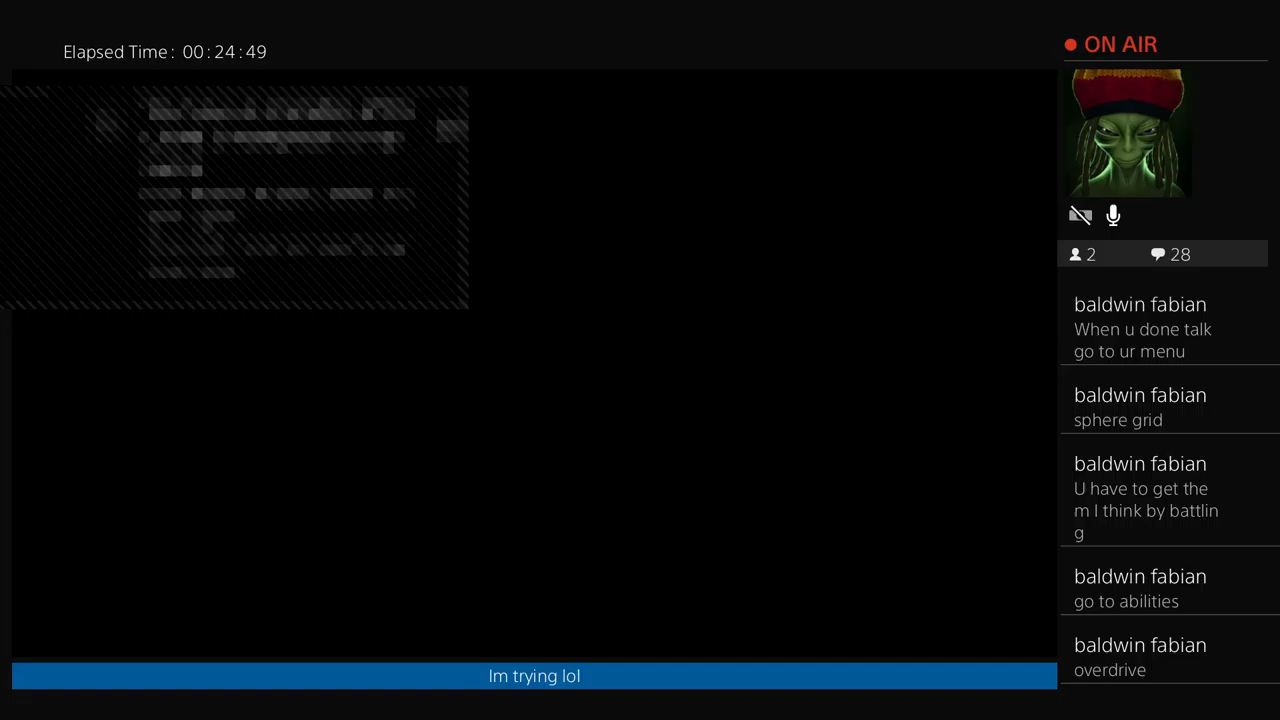 Elapsed Time: 00:24:49
ON AIR
2
28
baldwin fabian
When u done talk
go to ur menu
baldwin fabian
sphere grid
baldwin fabian
U have to get the
m I think by battlin
g
baldwin fabian
go to abilities
baldwin fabian
overdrive
Im trying lol